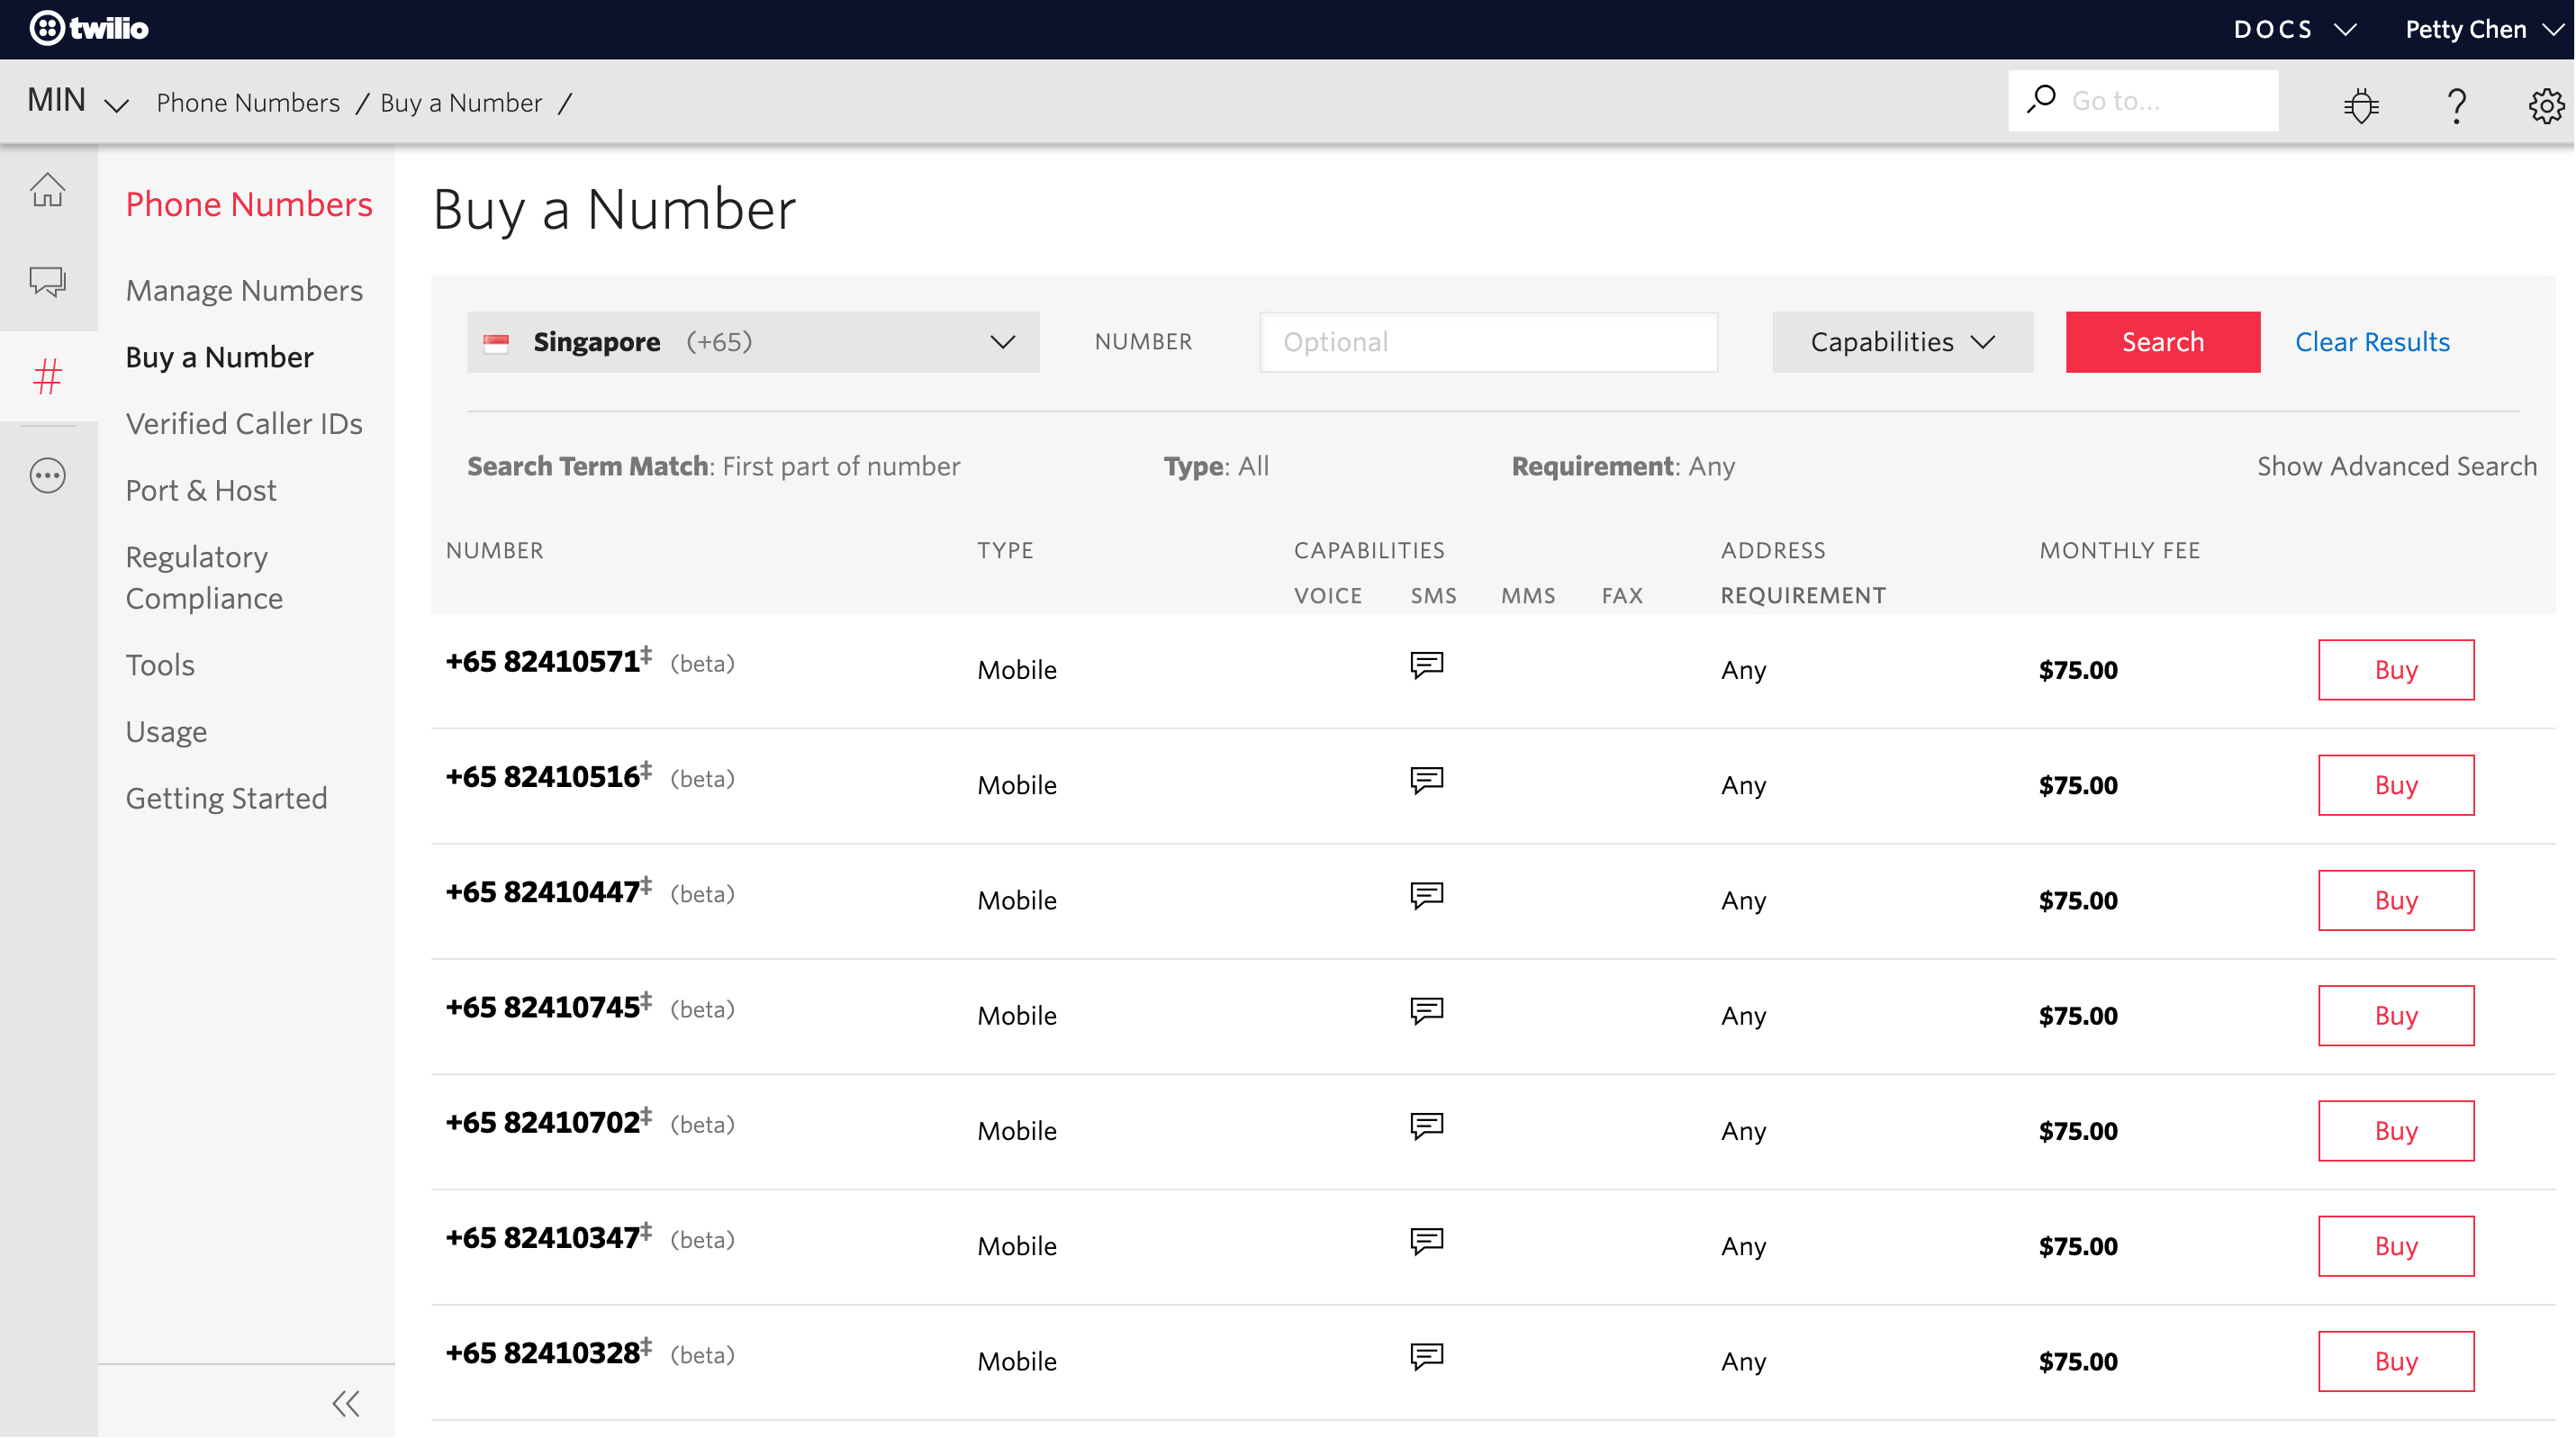 twilio
DOCS
Petty Chen
MIN
Phone Numbers / Buy a Number /
Go to...
Phone Numbers
Manage Numbers
Buy a Number
Verified Caller IDs
Port & Host
Regulatory
Compliance
Tools
Usage
Getting Started
Buy a Number
Singapore (+65)
NUMBER
Optional
Capabilities
Search
Clear Results
Search Term Match: First part of number
Type: All
Requirement: Any
Show Advanced Search
NUMBER TYPE CAPABILITIES ADDRESS MONTHLY FEE
VOICE SMS MMS FAX REQUIREMENT
+65 82410571‡ (beta) Mobile Any $75.00 Buy
+65 82410516‡ (beta) Mobile Any $75.00 Buy
+65 82410447‡ (beta) Mobile Any $75.00 Buy
+65 82410745‡ (beta) Mobile Any $75.00 Buy
+65 82410702‡ (beta) Mobile Any $75.00 Buy
+65 82410347‡ (beta) Mobile Any $75.00 Buy
+65 82410328‡ (beta) Mobile Any $75.00 Buy